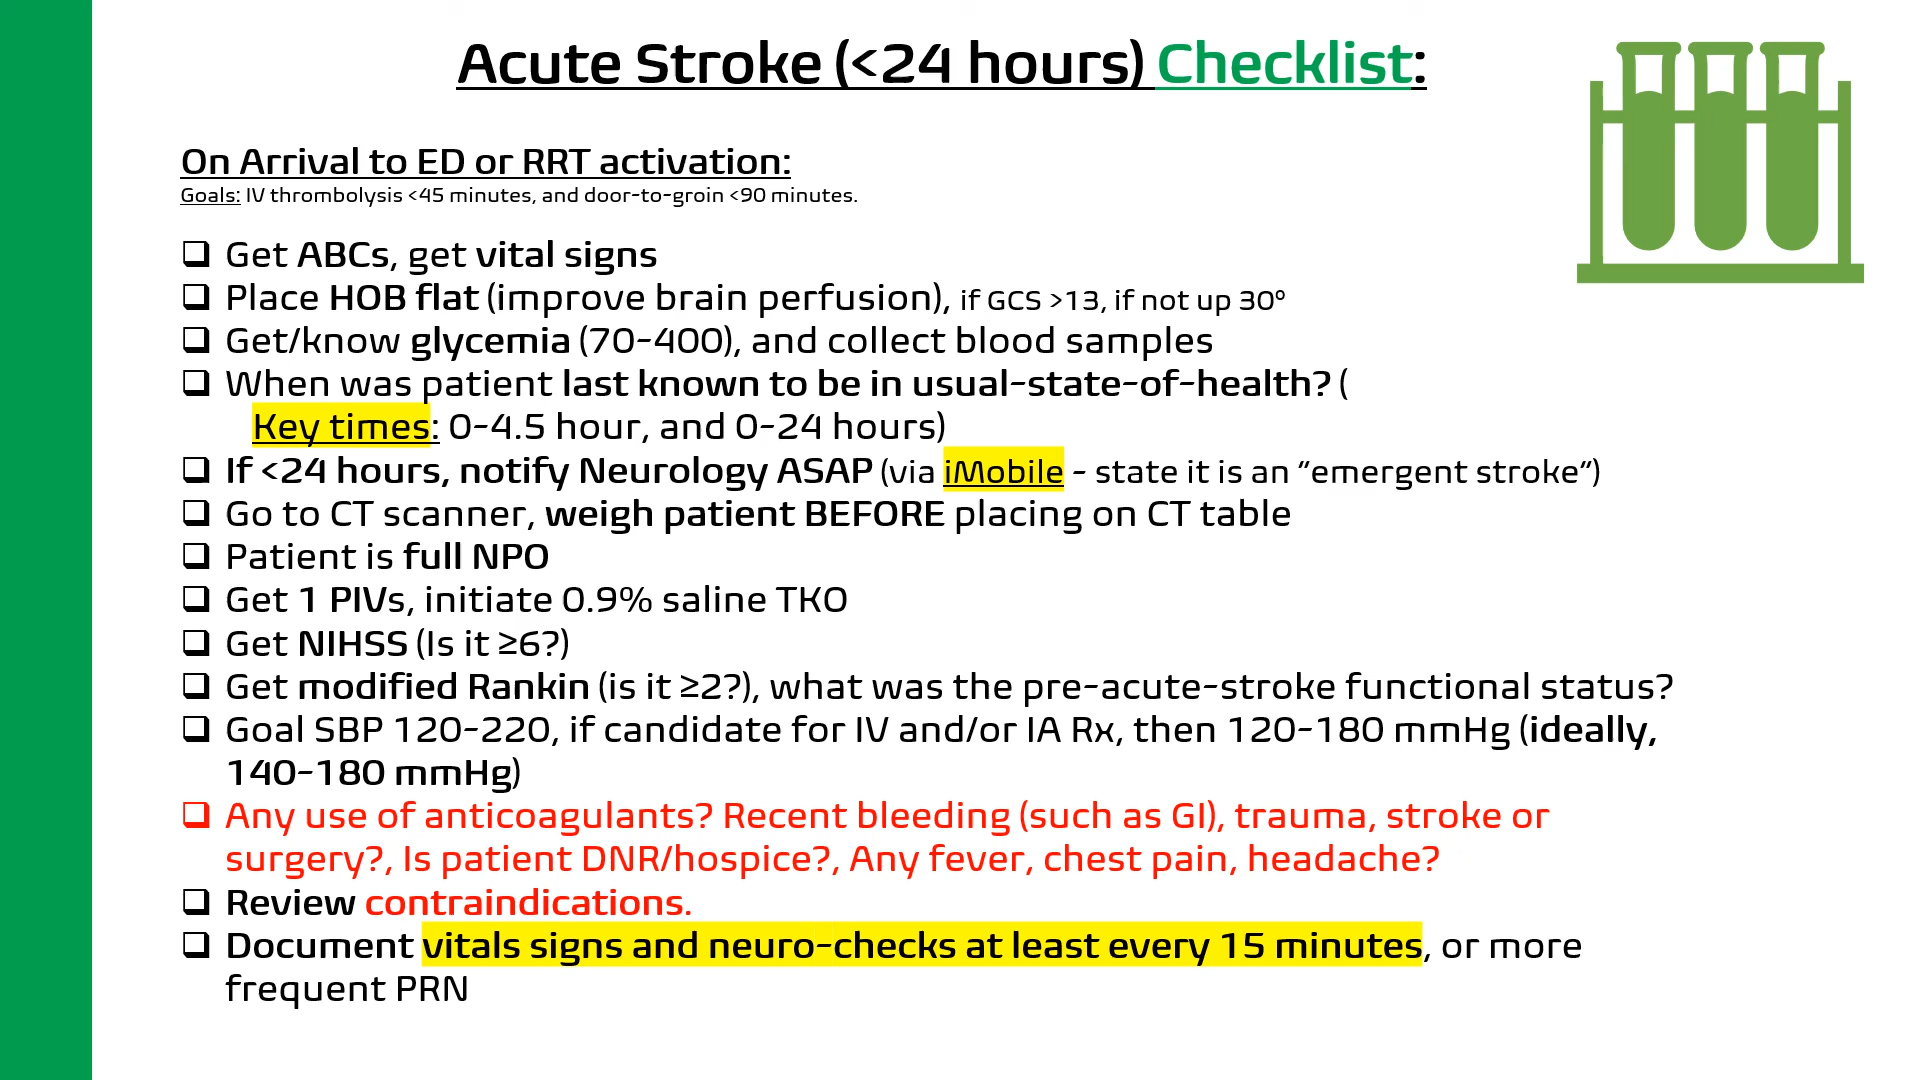 Acute Stroke (<24 hours) Checklist:
On Arrival to ED or RRT activation:
Goals: IV thrombolysis <45 minutes, and door-to-groin <90 minutes.
❑ Get ABCs, get vital signs
❑ Place HOB flat (improve brain perfusion), if GCS >13, if not up 30º
❑ Get/know glycemia (70-400), and collect blood samples
❑ When was patient last known to be in usual-state-of-health? (
Key times: 0-4.5 hour, and 0-24 hours)
❑ If <24 hours, notify Neurology ASAP (via iMobile - state it is an "emergent stroke")
❑ Go to CT scanner, weigh patient BEFORE placing on CT table
❑ Patient is full NPO
❑ Get 1 PIVs, initiate 0.9% saline TKO
❑ Get NIHSS (Is it ≥6?)
❑ Get modified Rankin (is it ≥2?), what was the pre-acute-stroke functional status?
❑ Goal SBP 120-220, if candidate for IV and/or IA Rx, then 120-180 mmHg (ideally,
140-180 mmHg)
❑ Any use of anticoagulants? Recent bleeding (such as GI), trauma, stroke or
surgery?, Is patient DNR/hospice?, Any fever, chest pain, headache?
❑ Review contraindications.
❑ Document vitals signs and neuro-checks at least every 15 minutes, or more
frequent PRN